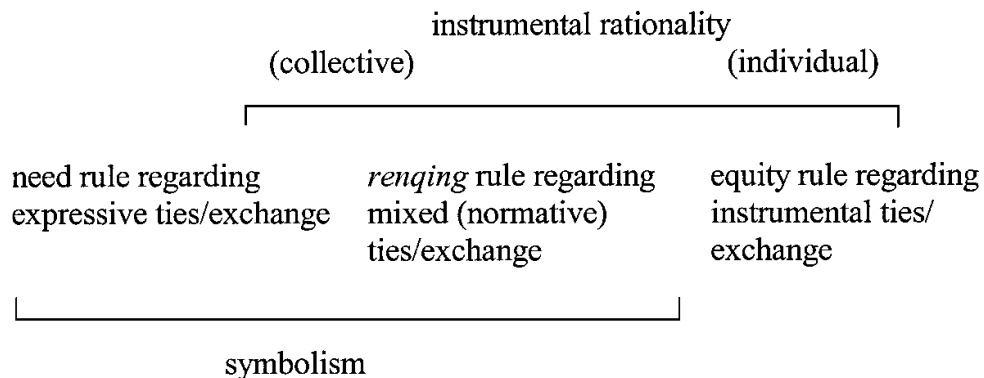 instrumental rationality
(collective) (individual)
need rule regarding
expressive ties/exchange
renqing rule regarding
mixed (normative)
ties/exchange
equity rule regarding
instrumental ties/
exchange
symbolism